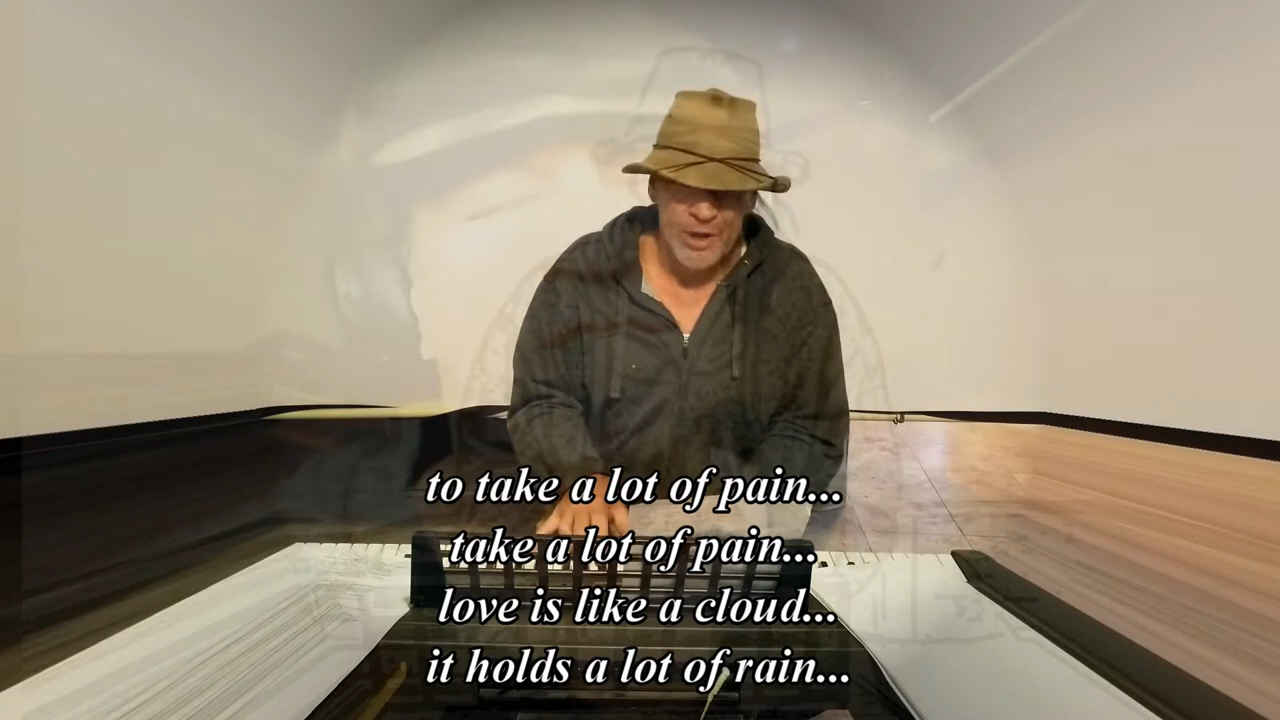 to take a lot of pain...
take a lot of pain...
love is like a cloud...
it holds a lot of rain...